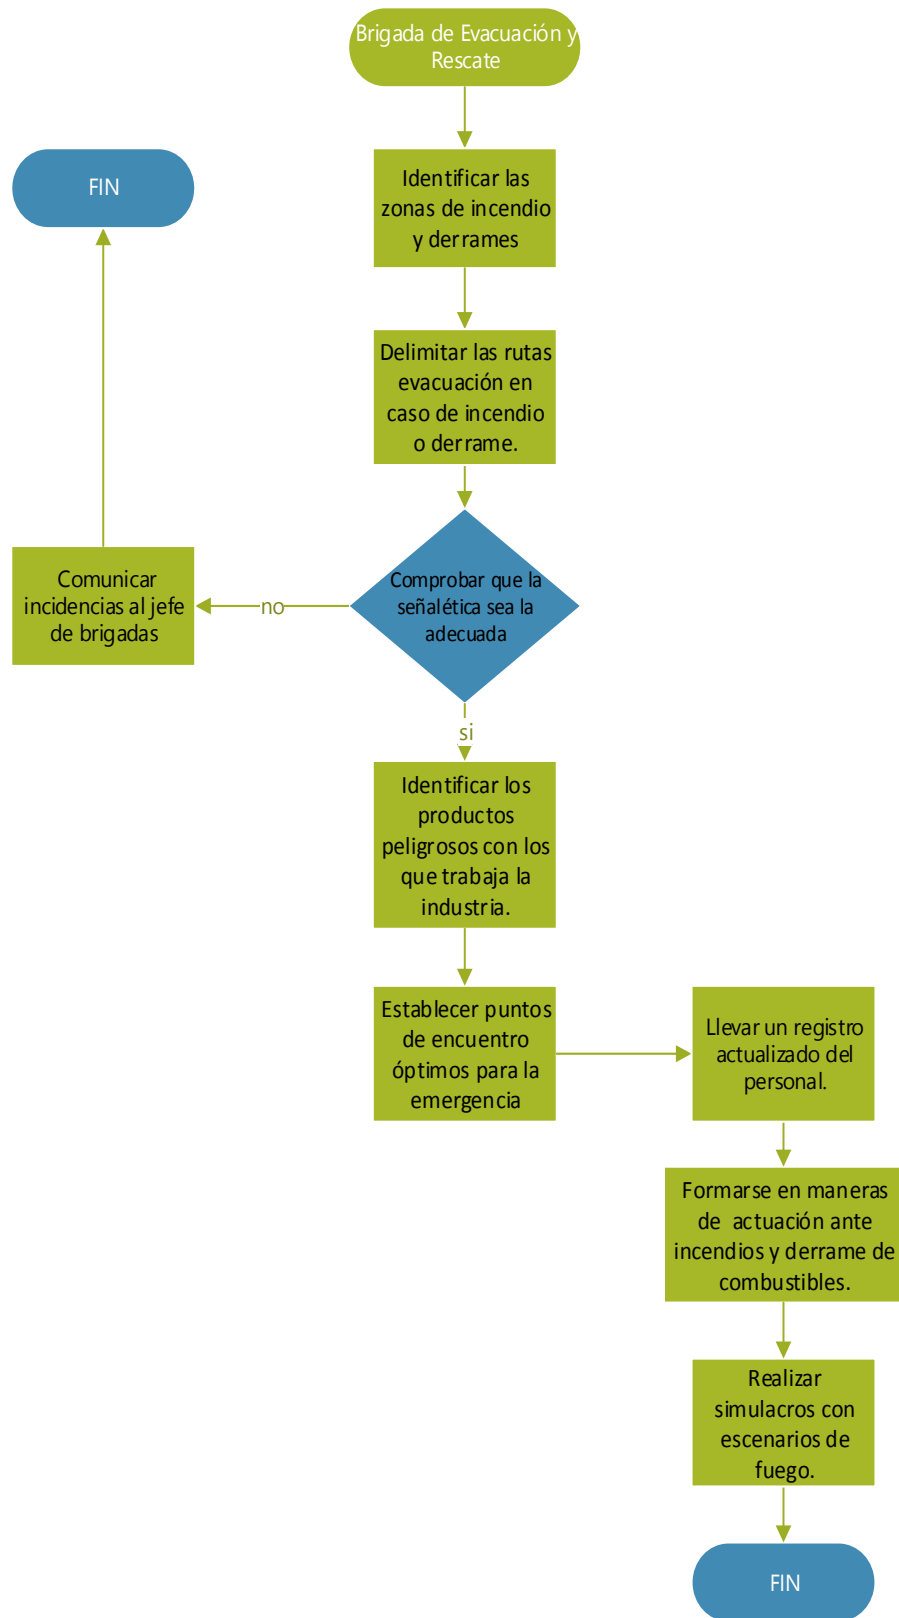 Brigada de Evacuación y
Rescate
FIN
Identificar las
zonas de incendio
y derrames
Delimitar las rutas
evacuación en
caso de incendio
o derrame.
Comunicar
incidencias al jefe
de brigadas
no
Comprobar que la
señalética sea la
adecuada
si
Identificar los
productos
peligrosos con los
que trabaja la
industria.
Establecer puntos
de encuentro
óptimos para la
emergencia
Llevar un registro
actualizado del
personal.
Formarse en maneras
de actuación ante
incendios y derrame de
combustibles.
Realizar
simulacros con
escenarios de
fuego.
FIN